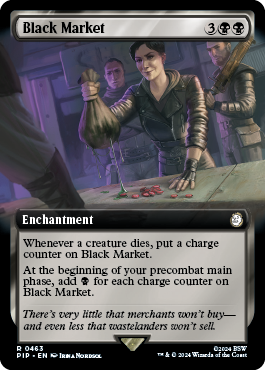 Black Market 3
Enchantment
Whenever a creature dies, put a charge
counter on Black Market.
At the beginning of your precombat main
phase, add for each charge counter on
Black Market.
There's very little that merchants won't buy—
and even less that wastelanders won't sell.
R 0463 ©2024 BSW
PIP • EN Irina Nordsol ™ & © 2024 Wizards of the Coast